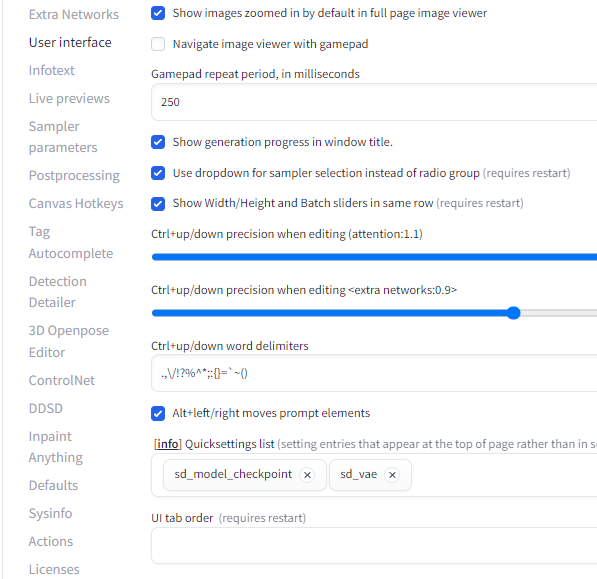 Extra Networks
User interface
Infotext
Live previews
Sampler
parameters
Postprocessing
Canvas Hotkeys
Tag
Autocomplete
Detection
Detailer
3D Openpose
Editor
ControlNet
DDSD
Inpaint
Anything
Defaults
Sysinfo
Actions
Licenses
Show images zoomed in by default in full page image viewer
Navigate image viewer with gamepad
Gamepad repeat period, in milliseconds
250
Show generation progress in window title.
Use dropdown for sampler selection instead of radio group (requires restart)
Show Width/Height and Batch sliders in same row (requires restart)
Ctrl+up/down precision when editing (attention:1.1)
Ctrl+up/down precision when editing <extra networks:0.9>
Ctrl+up/down word delimiters
.,\/!?%^*;:{}=`~()
Alt+left/right moves prompt elements
[info] Quicksettings list (setting entries that appear at the top of page rather than in s
sd_model_checkpoint × sd_vae ×
UI tab order (requires restart)